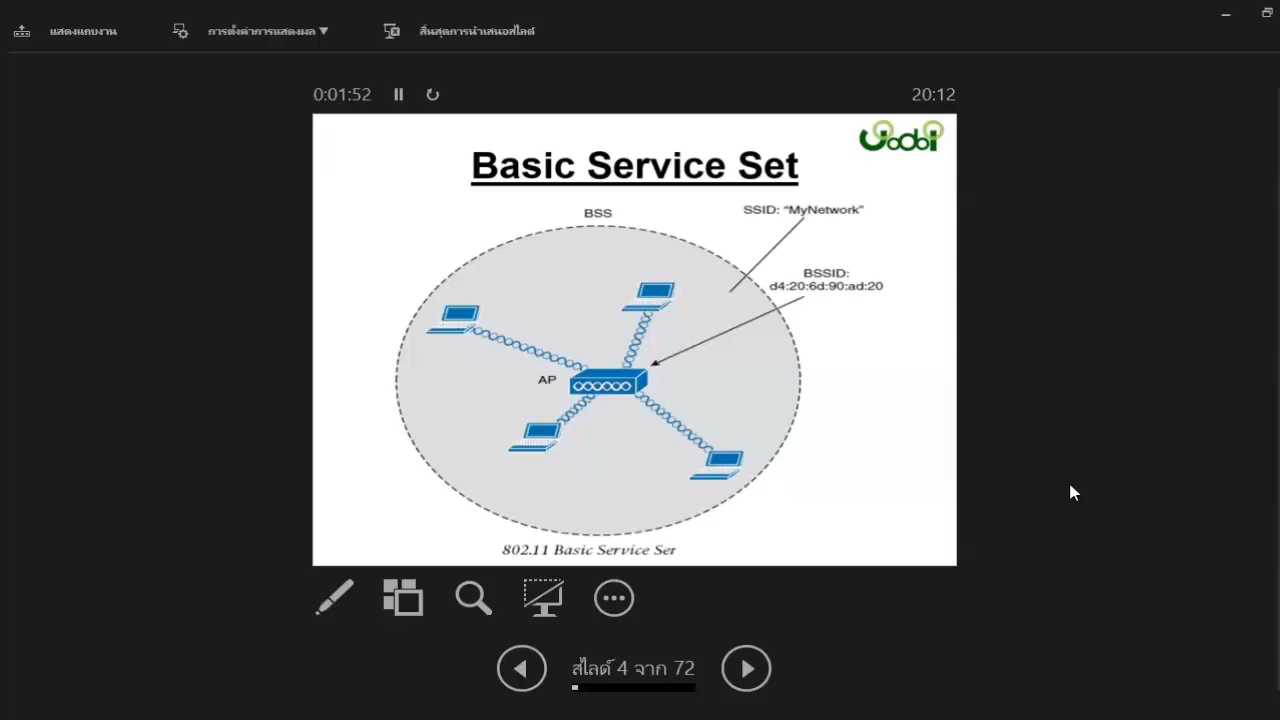 แสดงแถบงาน
การตั้งค่าการแสดงผล ▼
สิ้นสุดการนำเสนอสไลด์
0:01:52
20:12
Basic Service Set
BSS
SSID: "MyNetwork"
BSSID:
d4:20:6d:90:ad:20
AP
802.11 Basic Service Set
สไลด์ 4 จาก 72